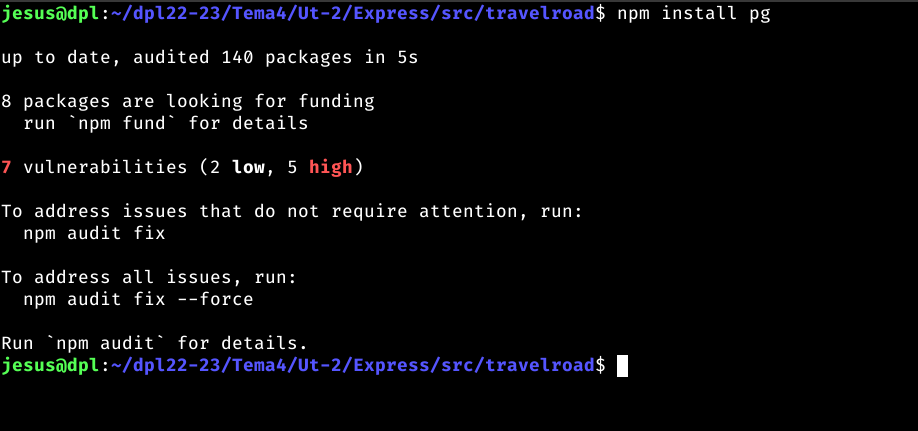 jesus@dpl:~/dpl22-23/Tema4/Ut-2/Express/src/travelroad$ npm install pg
up to date, audited 140 packages in 5s
8 packages are looking for funding
  run `npm fund` for details
7 vulnerabilities (2 low, 5 high)
To address issues that do not require attention, run:
  npm audit fix
To address all issues, run:
  npm audit fix --force
Run `npm audit` for details.
jesus@dpl:~/dpl22-23/Tema4/Ut-2/Express/src/travelroad$